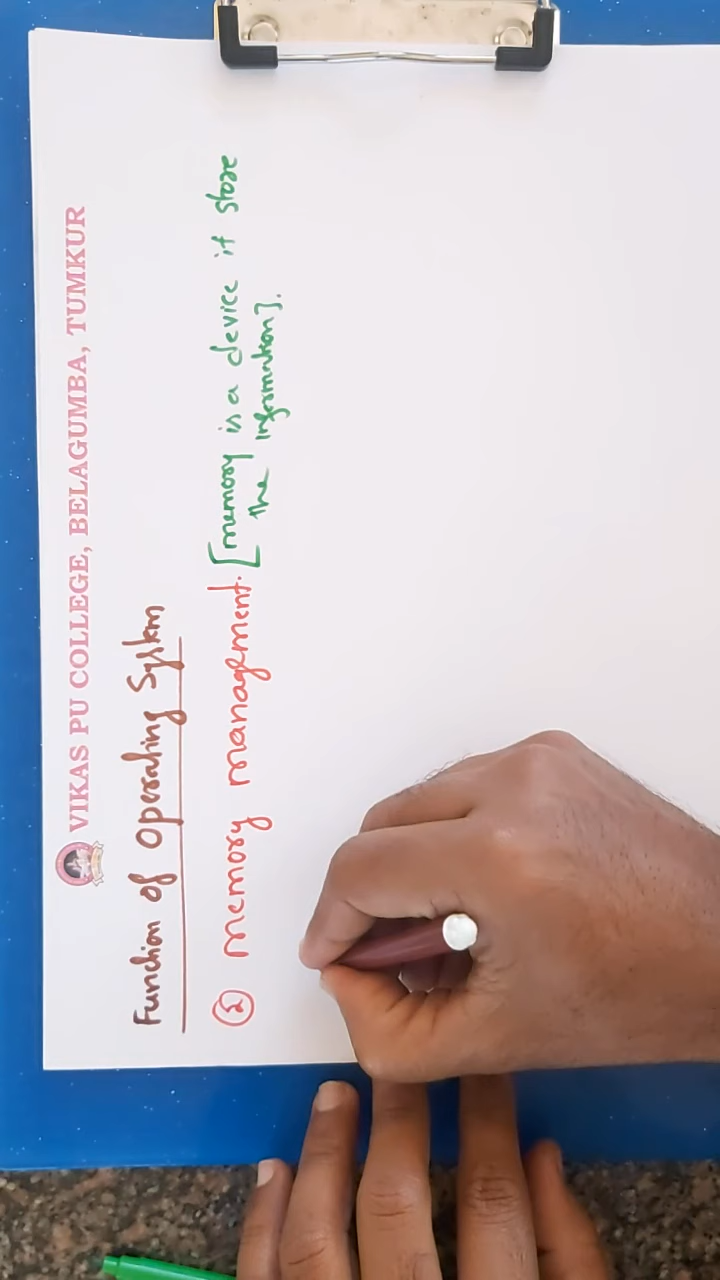 VIKAS PU COLLEGE, BELAGUMBA, TUMKUR
Function of Operating System
② memory management. [memory is a device it store
the information].